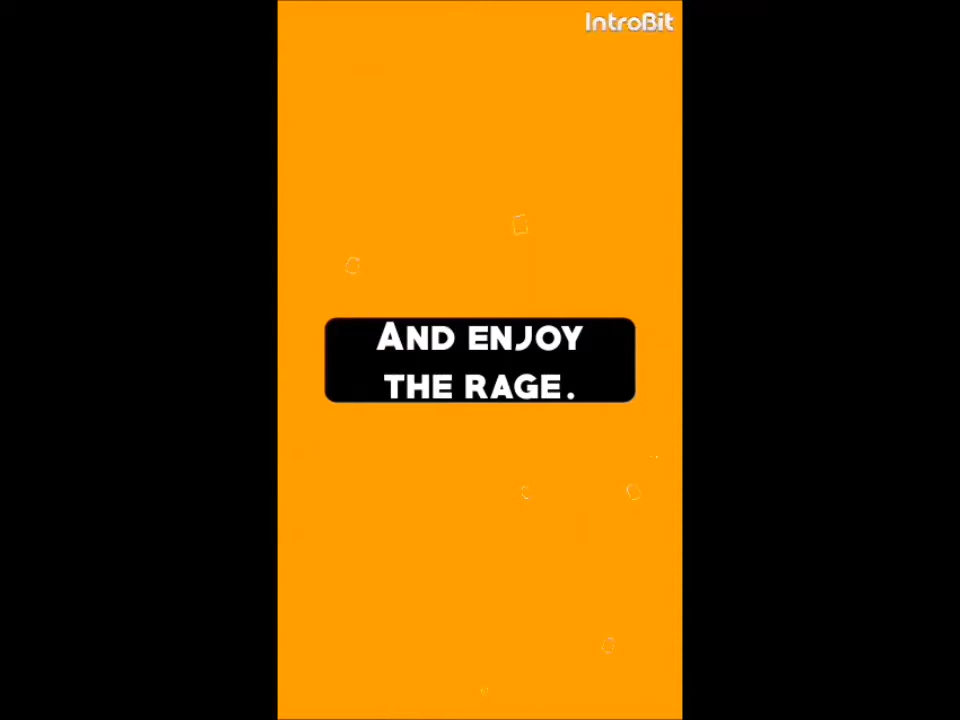 IntroBit
And enjoy
the rage.